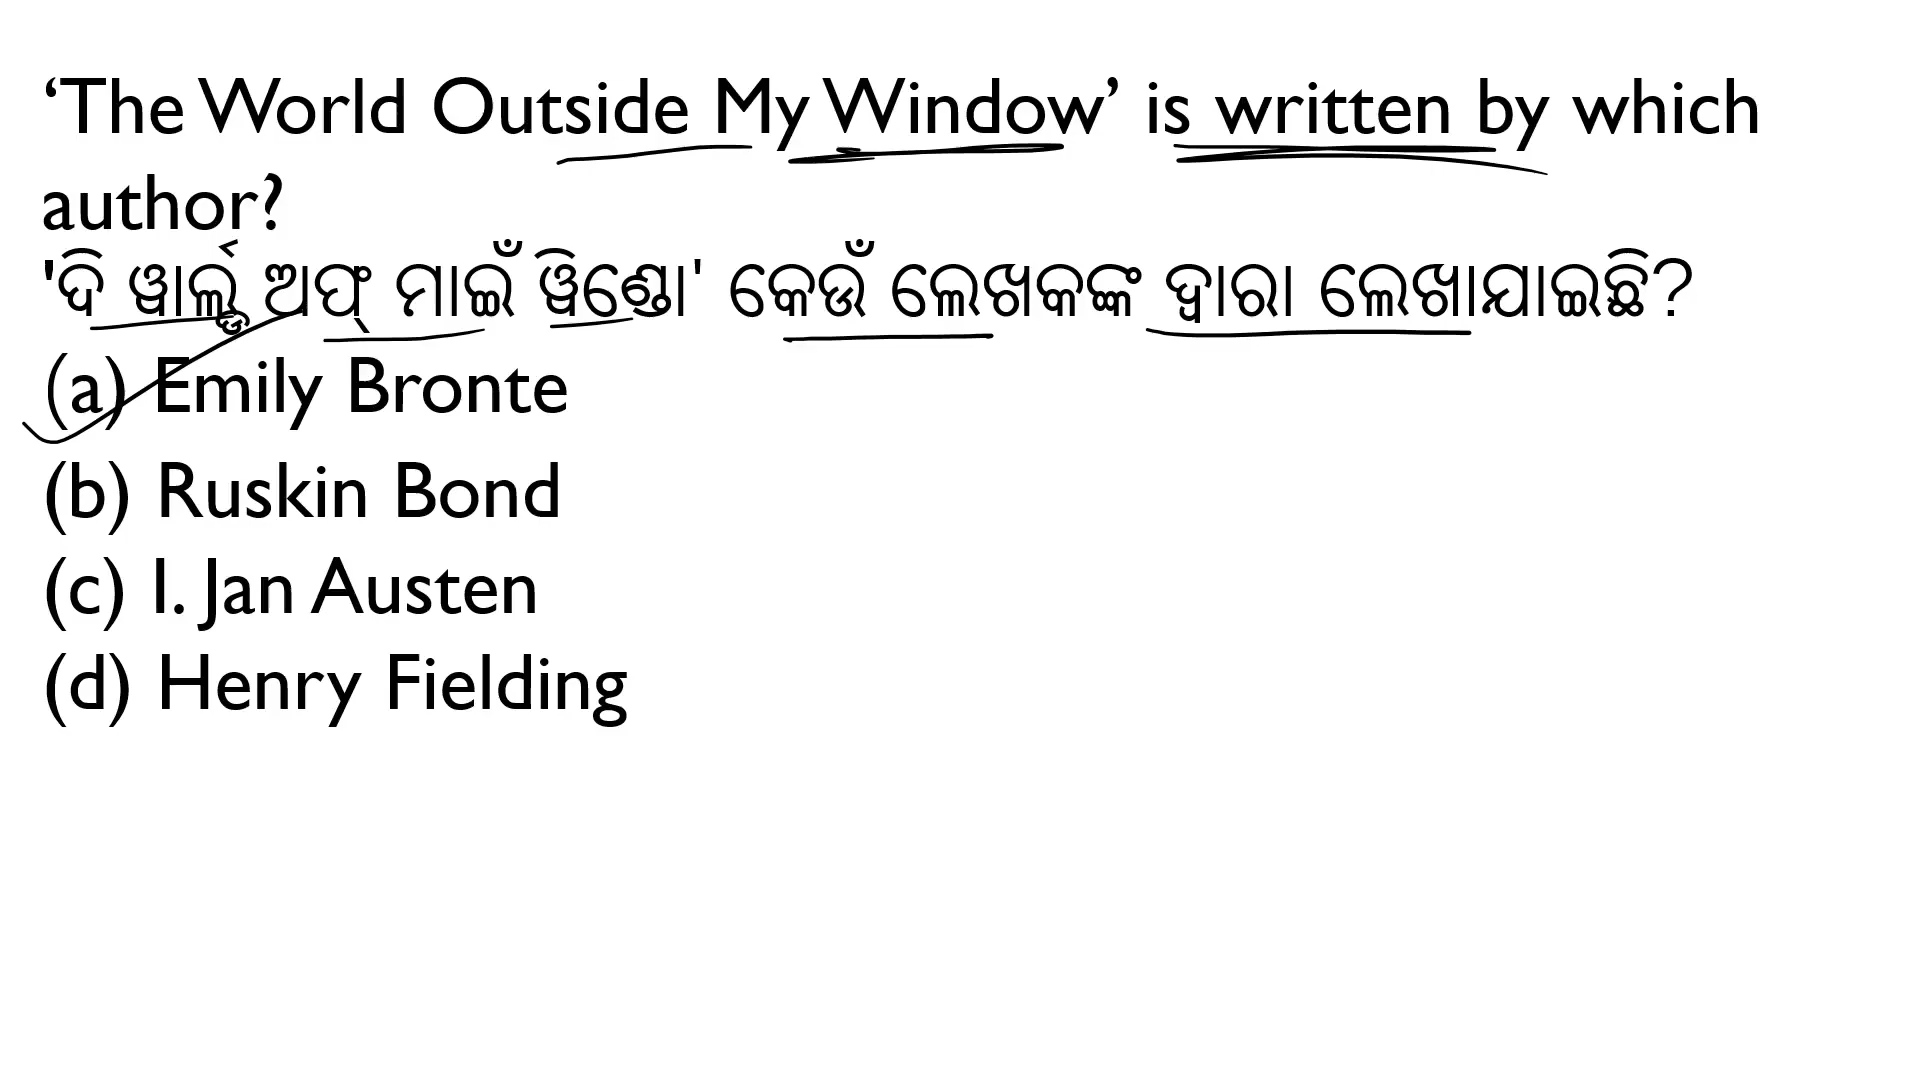 ‘The World Outside My Window’ is written by which
author?
'ଦି ୱାର୍ଲ୍ଡ ଅଫ୍ ମାଇଁ ୱିଣ୍ଡୋ' କେଉଁ ଲେଖକଙ୍କ ଦ୍ୱାରା ଲେଖାଯାଇଛି?
(a) Emily Bronte
(b) Ruskin Bond
(c) I. Jan Austen
(d) Henry Fielding